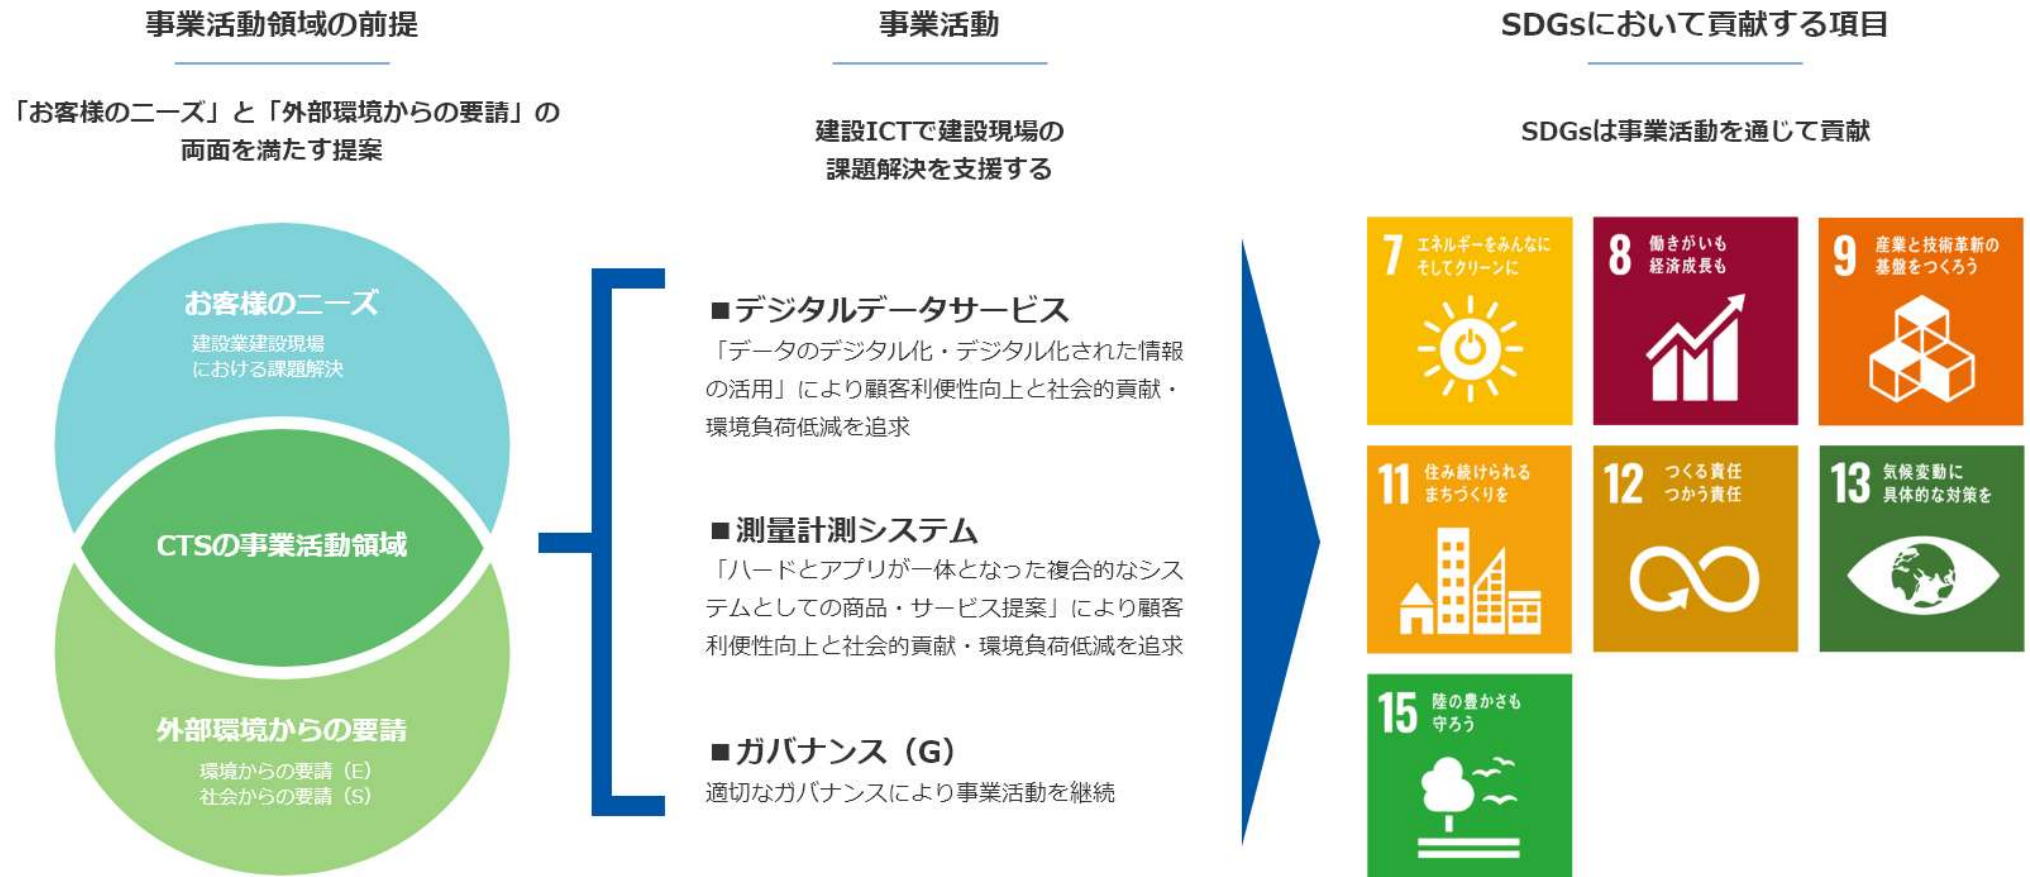 事業活動領域の前提
「お客様のニーズ」と「外部環境からの要請」の
両面を満たす提案
お客様のニーズ
建設業建設現場
における課題解決
CTSの事業活動領域
外部環境からの要請
環境からの要請（E）
社会からの要請（S）
事業活動
建設ICTで建設現場の
課題解決を支援する
■デジタルデータサービス
「データのデジタル化・デジタル化された情報
の活用」により顧客利便性向上と社会的貢献・
環境負荷低減を追求
■測量計測システム
「ハードとアプリが一体となった複合的なシス
テムとしての商品・サービス提案」により顧客
利便性向上と社会的貢献・環境負荷低減を追求
■ガバナンス（G）
適切なガバナンスにより事業活動を継続
SDGsにおいて貢献する項目
SDGsは事業活動を通じて貢献
7 エネルギーをみんなに
そしてクリーンに
8 働きがいも
経済成長も
9 産業と技術革新の
基盤をつくろう
11 住み続けられる
まちづくりを
12 つくる責任
つかう責任
13 気候変動に
具体的な対策を
15 陸の豊かさも
守ろう